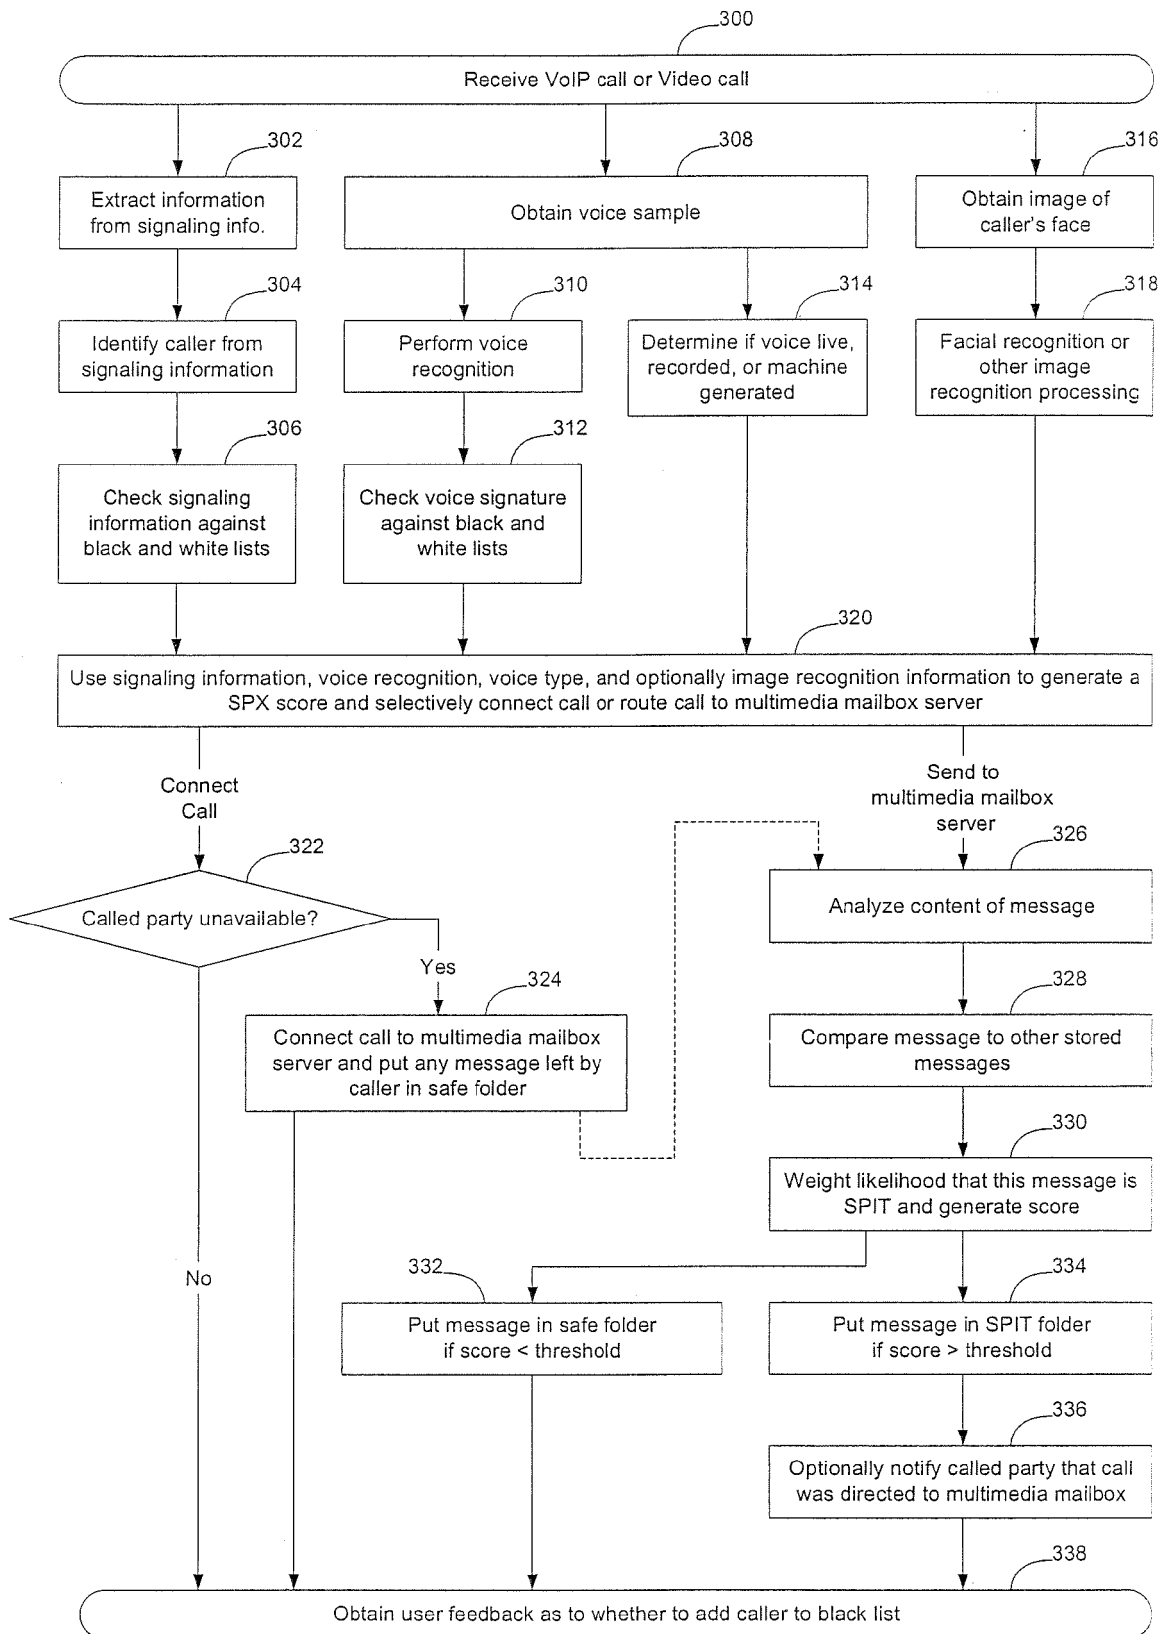 300
Receive VoIP call or Video call
302
308
316
Extract information
from signaling info.
Obtain voice sample
Obtain image of
caller's face
304
310
314
318
Identify caller from
signaling information
Perform voice
recognition
Determine if voice live,
recorded, or machine
generated
Facial recognition or
other image
recognition processing
306
312
Check signaling
information against
black and white lists
Check voice signature
against black and
white lists
320
Use signaling information, voice recognition, voice type, and optionally image recognition information to generate a
SPX score and selectively connect call or route call to multimedia mailbox server
Connect
Call
Send to
multimedia mailbox
server
322
326
Called party unavailable?
Analyze content of message
Yes
324
328
Connect call to multimedia mailbox
server and put any message left by
caller in safe folder
Compare message to other stored
messages
330
Weight likelihood that this message is
SPIT and generate score
No
332
334
Put message in safe folder
if score < threshold
Put message in SPIT folder
if score > threshold
336
Optionally notify called party that call
was directed to multimedia mailbox
338
Obtain user feedback as to whether to add caller to black list